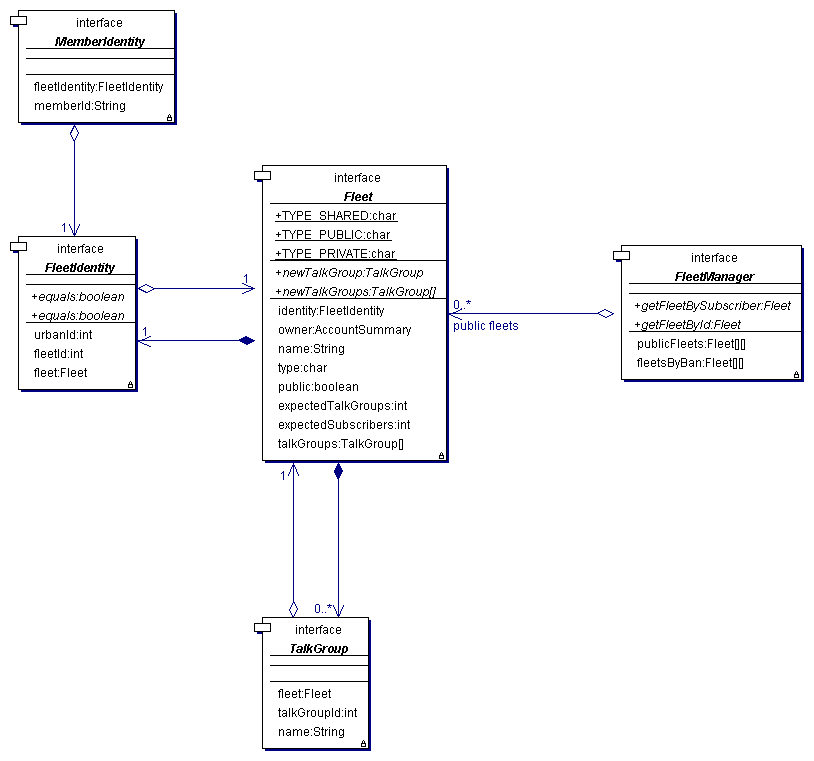 interface
MemberIdentity
fleetIdentity:FleetIdentity
memberId:String
1
interface
FleetIdentity
+equals:boolean
+equals:boolean
urbanId:int
fleetId:int
fleet:Fleet
1
1
interface
Fleet
+TYPE_SHARED:char
+TYPE_PUBLIC:char
+TYPE_PRIVATE:char
+newTalkGroup:TalkGroup
+newTalkGroups:TalkGroup[]
identity:FleetIdentity
owner:AccountSummary
name:String
type:char
public:boolean
expectedTalkGroups:int
expectedSubscribers:int
talkGroups:TalkGroup[]
0..*
public fleets
interface
FleetManager
+getFleetBySubscriber:Fleet
+getFleetById:Fleet
publicFleets:Fleet[][]
fleetsByBan:Fleet[][]
1
0..*
interface
TalkGroup
fleet:Fleet
talkGroupId:int
name:String